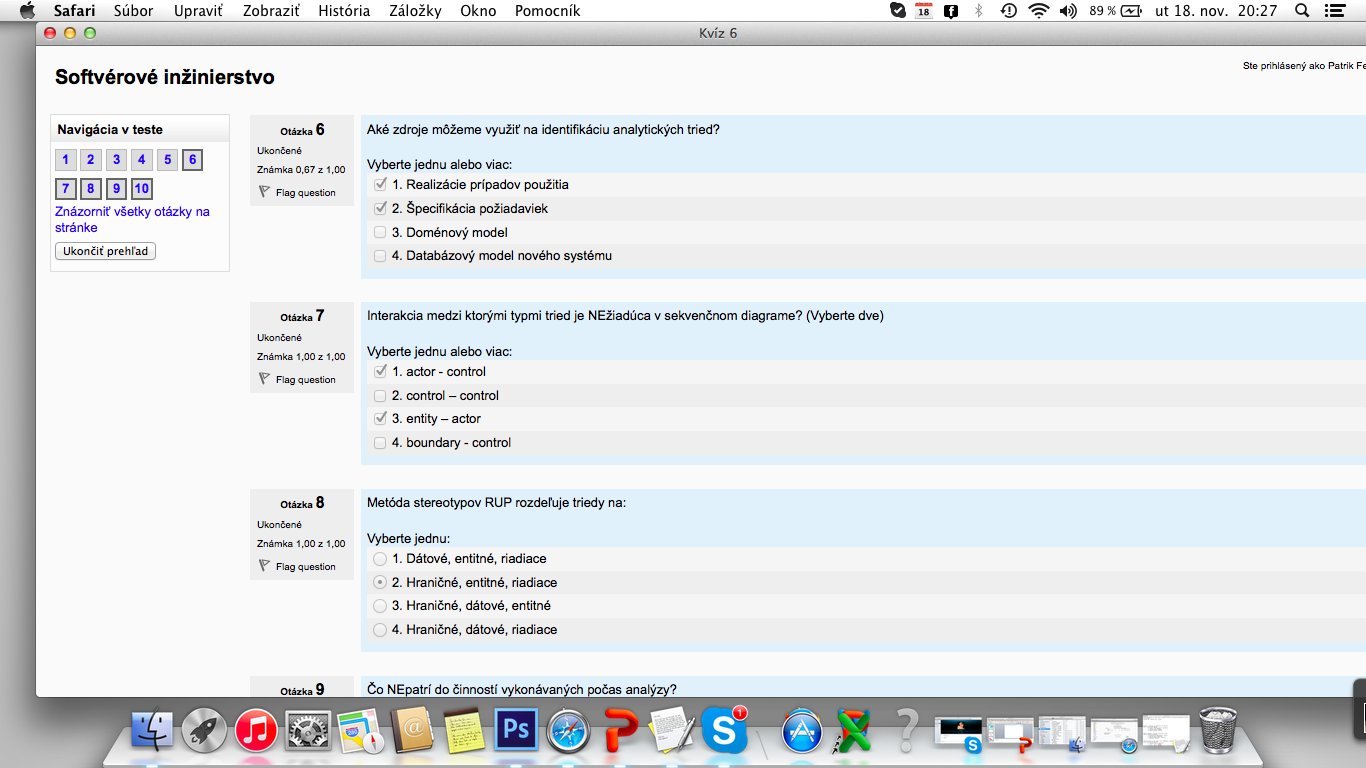 Safari Súbor Upraviť Zobraziť História Záložky Okno Pomocník 18 89 % ut 18. nov. 20:27
Kvíz 6
Softvérové inžinierstvo
Ste prihlásený ako Patrik Fe
Navigácia v teste
1 2 3 4 5 6
7 8 9 10
Znázorniť všetky otázky na
stránke
Ukončiť prehľad
Otázka 6
Ukončené
Známka 0,67 z 1,00
Flag question
Aké zdroje môžeme využiť na identifikáciu analytických tried?
Vyberte jednu alebo viac:
1. Realizácie prípadov použitia
2. Špecifikácia požiadaviek
3. Doménový model
4. Databázový model nového systému
Otázka 7
Ukončené
Známka 1,00 z 1,00
Flag question
Interakcia medzi ktorými typmi tried je NEžiadúca v sekvenčnom diagrame? (Vyberte dve)
Vyberte jednu alebo viac:
1. actor - control
2. control – control
3. entity – actor
4. boundary - control
Otázka 8
Ukončené
Známka 1,00 z 1,00
Flag question
Metóda stereotypov RUP rozdeľuje triedy na:
Vyberte jednu:
1. Dátové, entitné, riadiace
2. Hraničné, entitné, riadiace
3. Hraničné, dátové, entitné
4. Hraničné, dátové, riadiace
Otázka 9
Čo NEpatrí do činností vykonávaných počas analýzy?
Ps
1